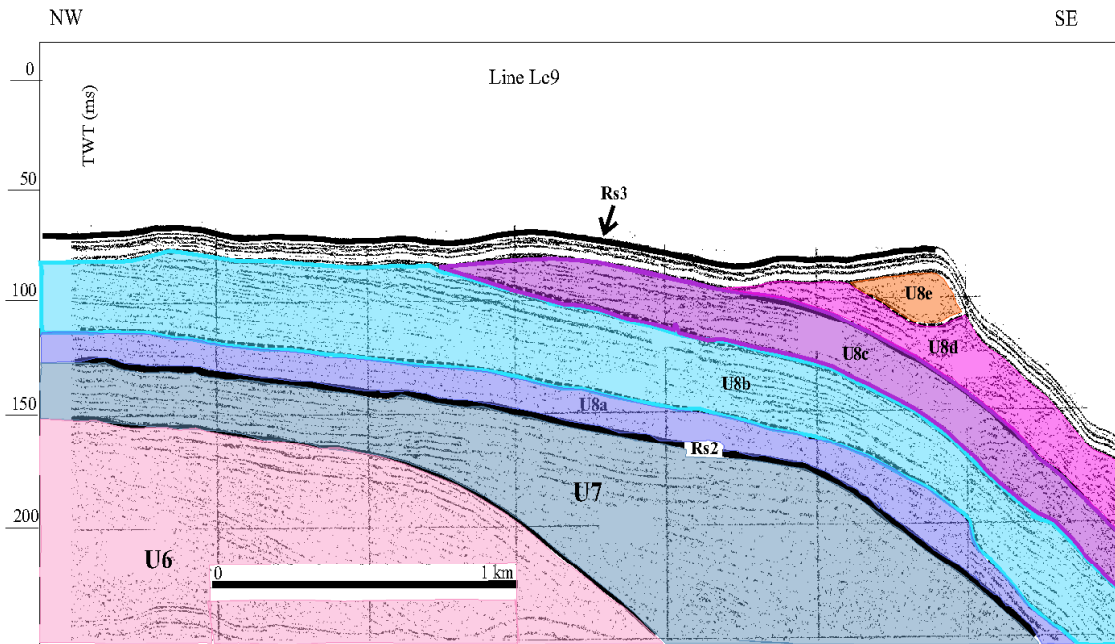 NW SE
Line Lc9
0
TWT (ms)
50
Rs3
100
U8e
U8d
U8c
U8b
U8a
150
Rs2
U7
200
U6
0 1 km